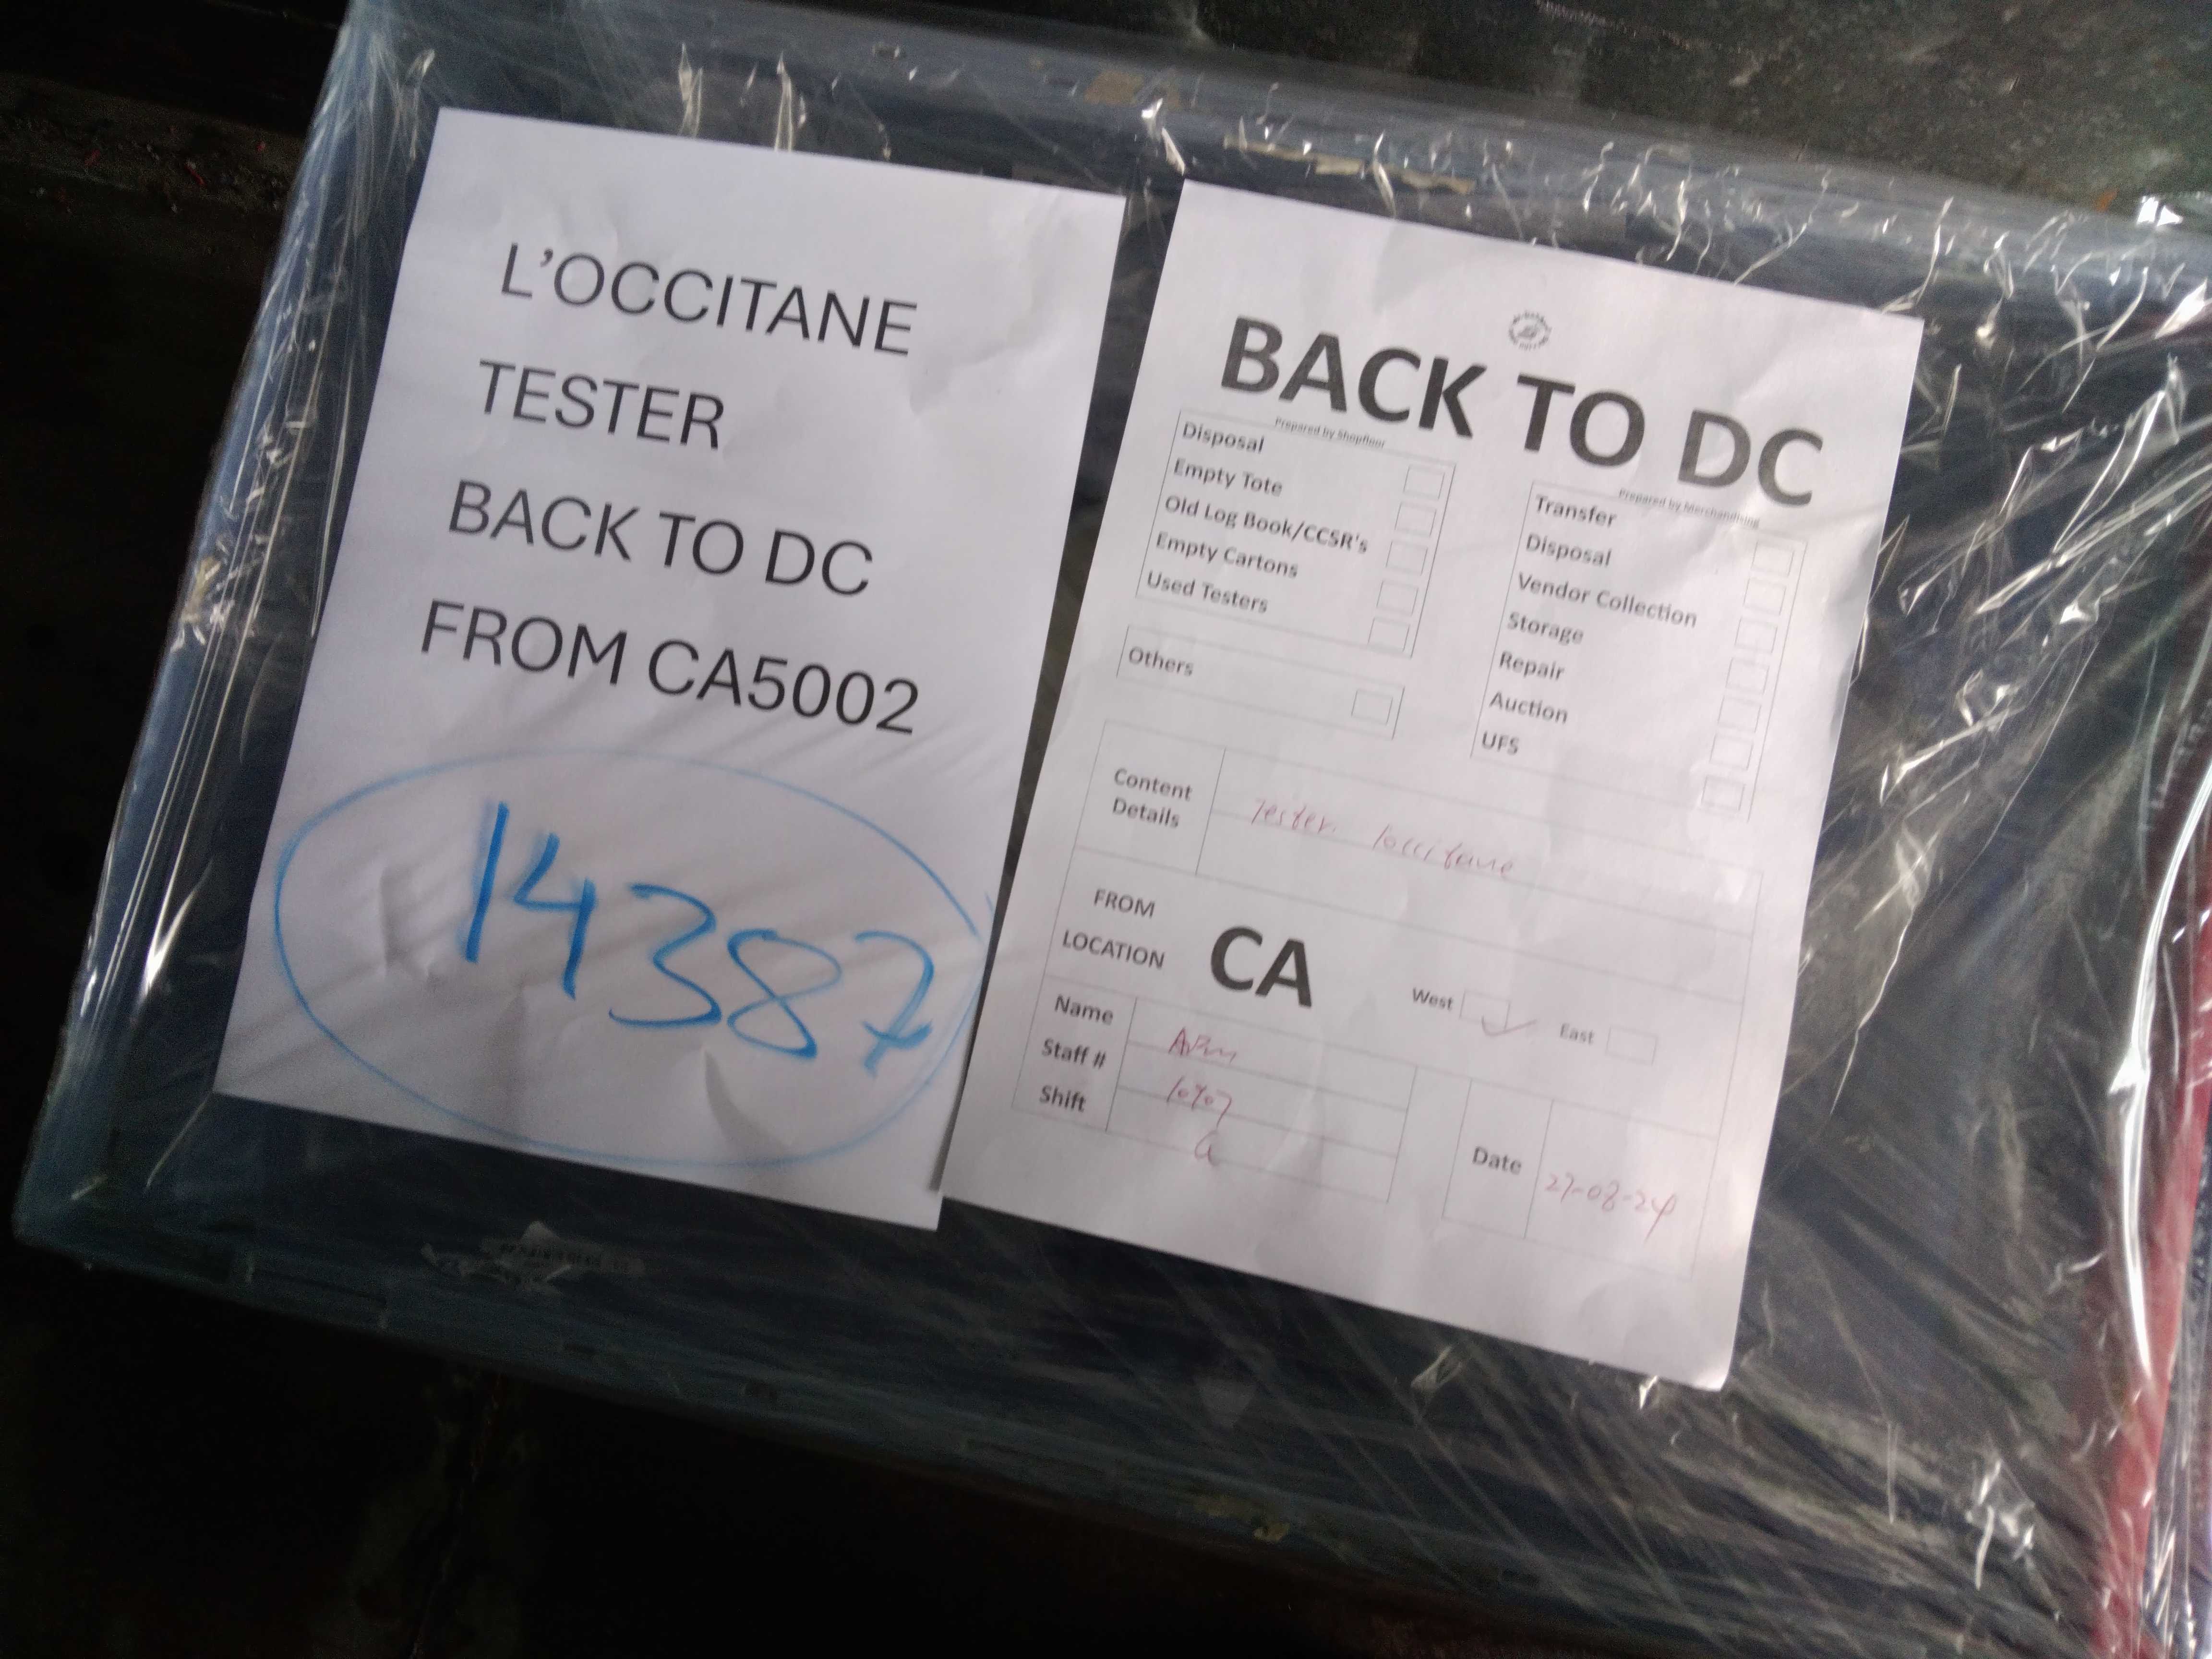 L'OCCITANE
TESTER
BACK TO DC
FROM CA5002
14387
BACK TO DC
Prepared by Shopfloor
Disposal
Empty Tote
Old Log Book/CCSR's
Empty Cartons
Used Testers
Others
Prepared by Merchandising
Transfer
Disposal
Vendor Collection
Storage
Repair
Auction
UFS
Content
Details
Tester. loccitane
FROM
LOCATION
CA
West
East
Name
Staff #
Shift
a
Date
27-08-24